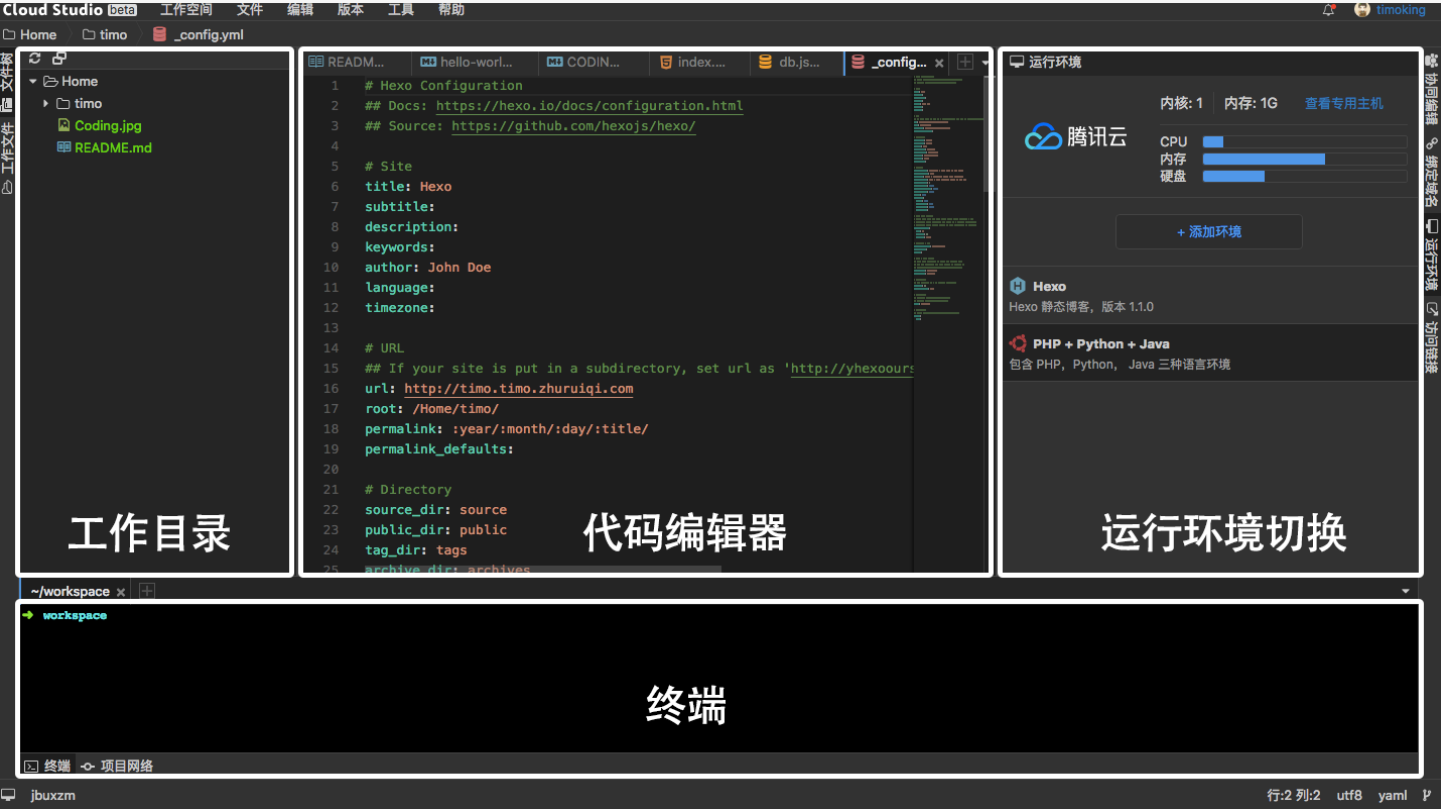 Cloud Studio beta 工作空间 文件 编辑 版本 工具 帮助 timoking
Home timo _config.yml
文件树
工作文件
Home
timo
Coding.jpg
README.md
工作目录
READM... hello-worl... CODIN... index.... db.js... _config...
1 # Hexo Configuration
2 ## Docs: https://hexo.io/docs/configuration.html
3 ## Source: https://github.com/hexojs/hexo/
4
5 # Site
6 title: Hexo
7 subtitle:
8 description:
9 keywords:
10 author: John Doe
11 language:
12 timezone:
13
14 # URL
15 ## If your site is put in a subdirectory, set url as 'http://yhexoours
16 url: http://timo.timo.zhuruiqi.com
17 root: /Home/timo/
18 permalink: :year/:month/:day/:title/
19 permalink_defaults:
20
21 # Directory
22 source_dir: source
23 public_dir: public
24 tag_dir: tags
25 archive_dir: archives
代码编辑器
运行环境
腾讯云
内核: 1 内存: 1G 查看专用主机
CPU
内存
硬盘
+ 添加环境
Hexo
Hexo 静态博客，版本 1.1.0
PHP + Python + Java
包含 PHP，Python， Java 三种语言环境
运行环境切换
协同编辑
绑定域名
运行环境
访问链接
~/workspace
workspace
终端
终端 项目网络
jbuxzm 行:2 列:2 utf8 yaml